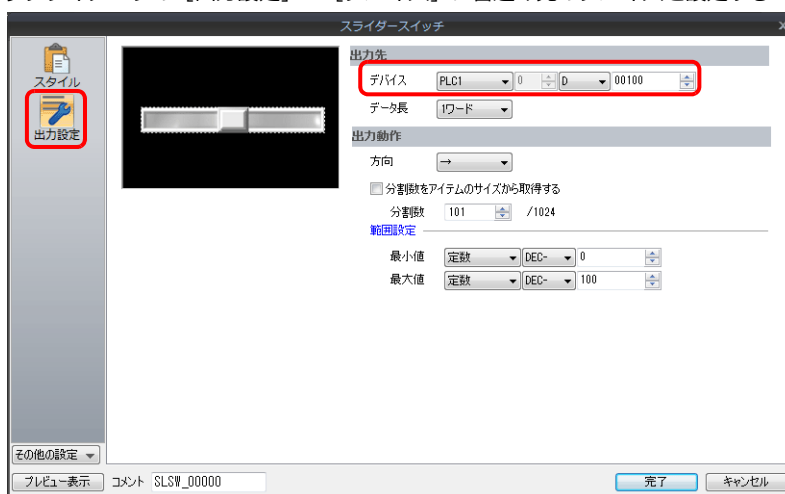 スライダースイッチ
スタイル
出力設定
出力先
デバイス PLC1 0 D 00100
データ長 1ワード
出力動作
方向 →
分割数をアイテムのサイズから取得する
分割数 101 /1024
範囲設定
最小値 定数 DEC- 0
最大値 定数 DEC- 100
その他の設定
プレビュー表示 コメント SLSW_00000 完了 キャンセル